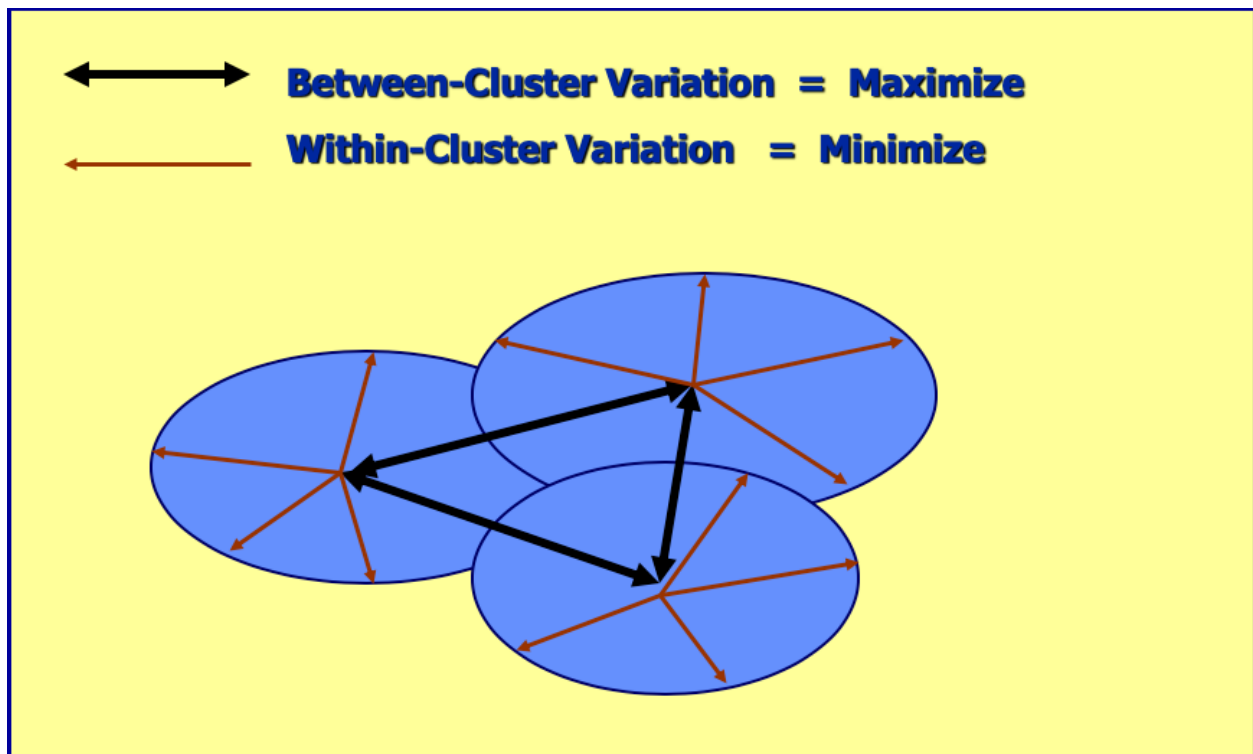 Between-Cluster Variation = Maximize
Within-Cluster Variation = Minimize